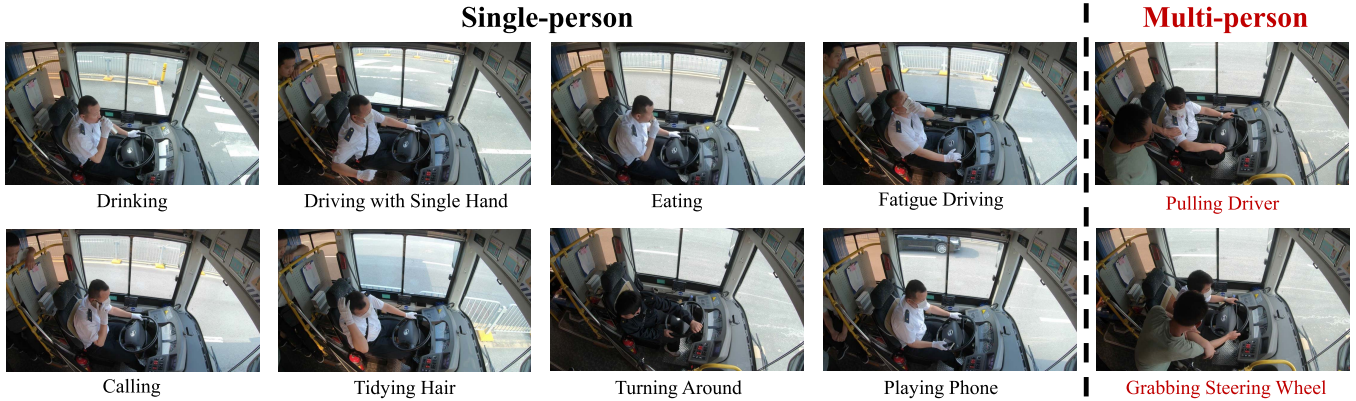 Single-person
Multi-person
Drinking
Driving with Single Hand
Eating
Fatigue Driving
Pulling Driver
Calling
Tidying Hair
Turning Around
Playing Phone
Grabbing Steering Wheel